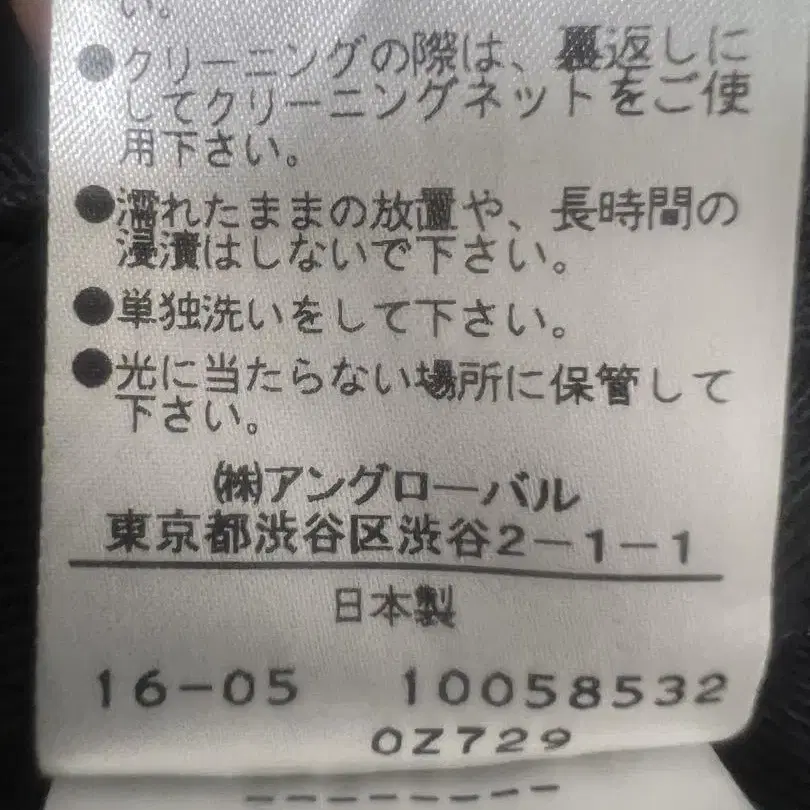 い。
●クリーニングの際は、裏返しに
してクリーニングネットをご使
用下さい。
●濡れたままの放置や、長時間の
浸漬はしないで下さい。
●単独洗いをして下さい。
●光に当たらない場所に保管して
下さい。
㈱アングローバル
東京都渋谷区渋谷2-1-1
日本製
16-05 10058532
OZ729